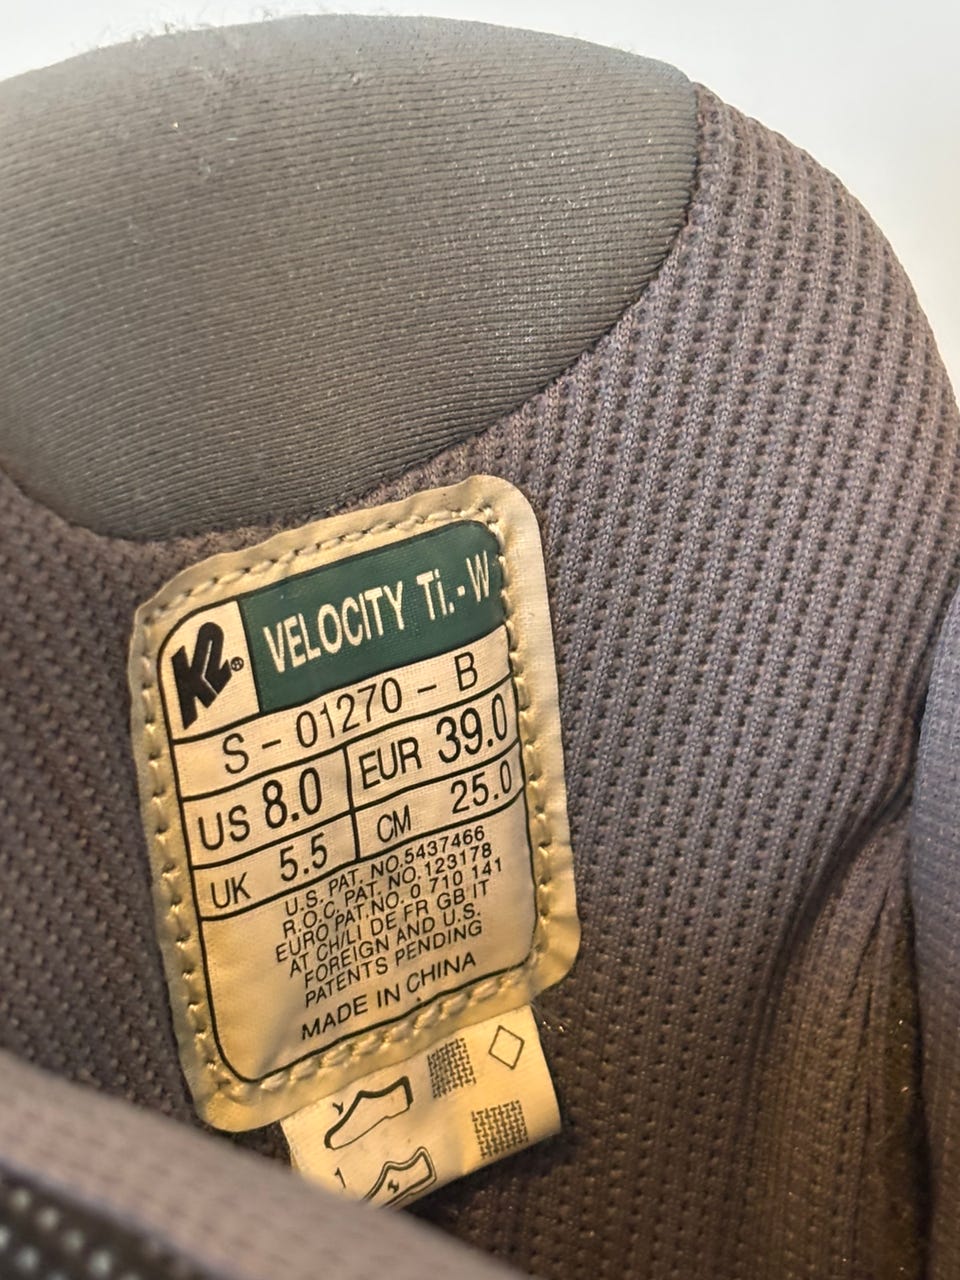 K2® VELOCITY Ti.-W
S - 01270 - B
US 8.0 EUR 39.0
UK 5.5 CM 25.0
U.S. PAT. NO.5437466
R.O.C. PAT. NO. 123178
EURO PAT.NO. 0 710 141
AT CH/LI DE FR GB IT
FOREIGN AND U.S.
PATENTS PENDING
MADE IN CHINA
1